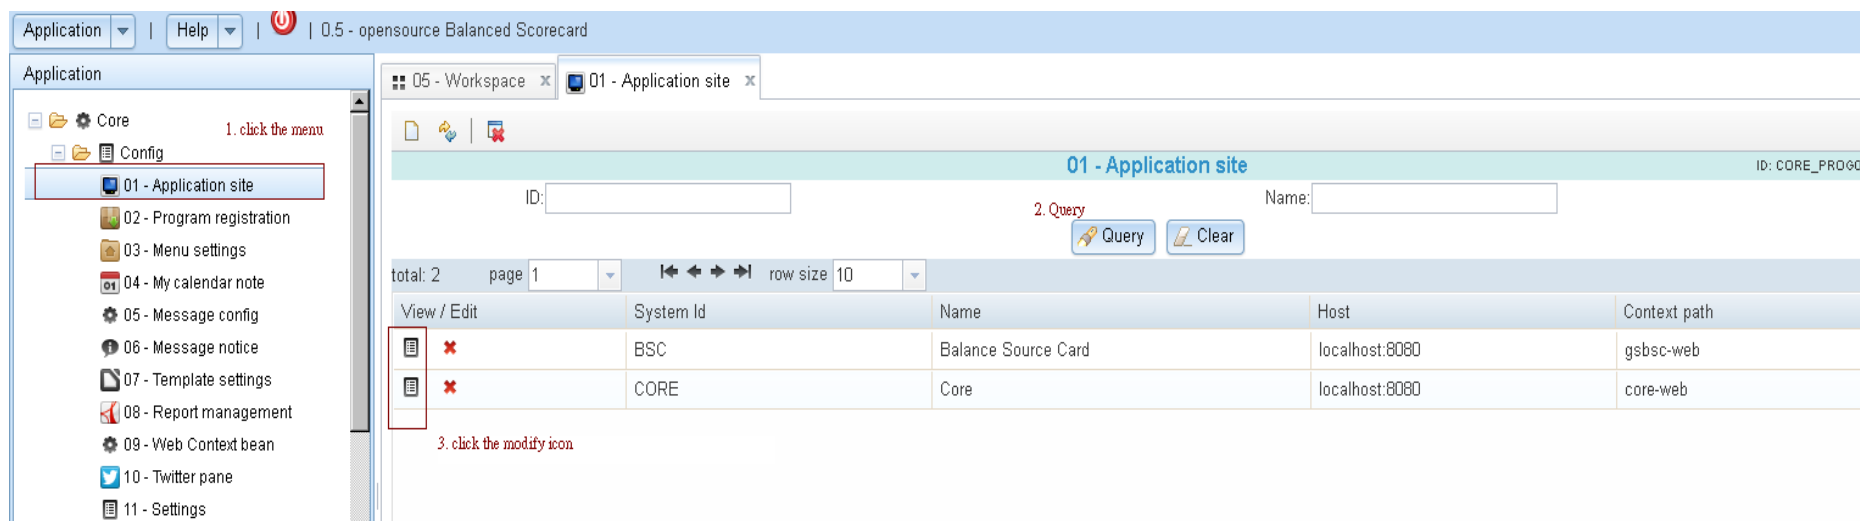 Application | Help | 0.5 - opensource Balanced Scorecard
Application
Core
1. click the menu
Config
01 - Application site
02 - Program registration
03 - Menu settings
04 - My calendar note
05 - Message config
06 - Message notice
07 - Template settings
08 - Report management
09 - Web Context bean
10 - Twitter pane
11 - Settings
05 - Workspace x 01 - Application site x
01 - Application site ID: CORE_PROG0
ID: Name:
2. Query
Query Clear
total: 2 page 1 row size 10
View / Edit System Id Name Host Context path
BSC Balance Source Card localhost:8080 gsbsc-web
CORE Core localhost:8080 core-web
3. click the modify icon